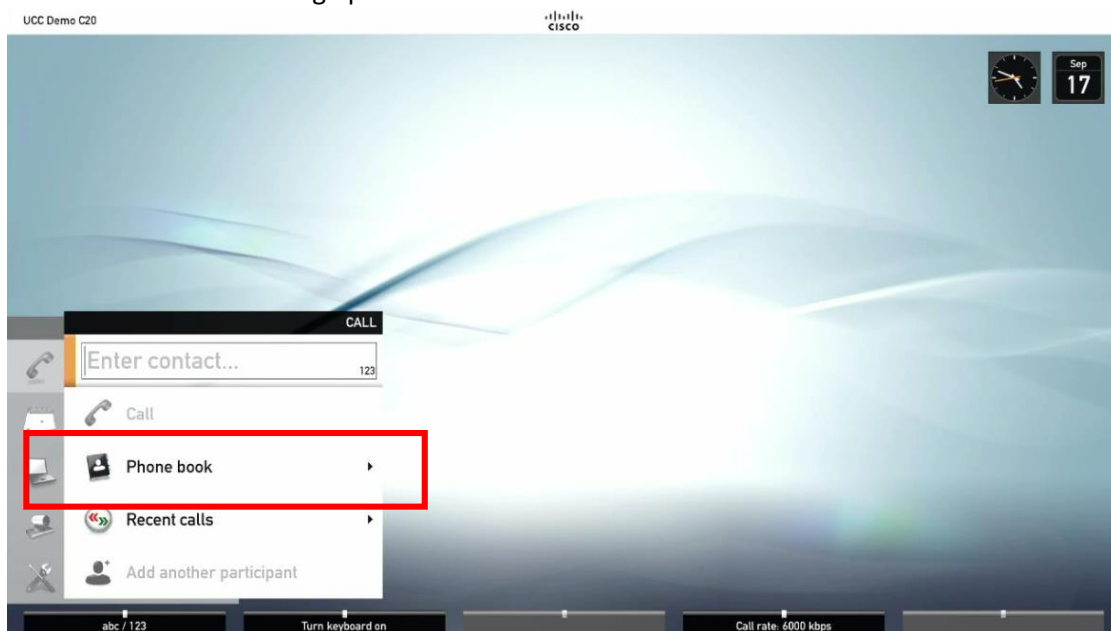 UCC Demo C20
CISCO
Sep
17
CALL
Enter contact...
123
Call
Phone book
Recent calls
Add another participant
abc / 123
Turn keyboard on
Call rate: 6000 kbps